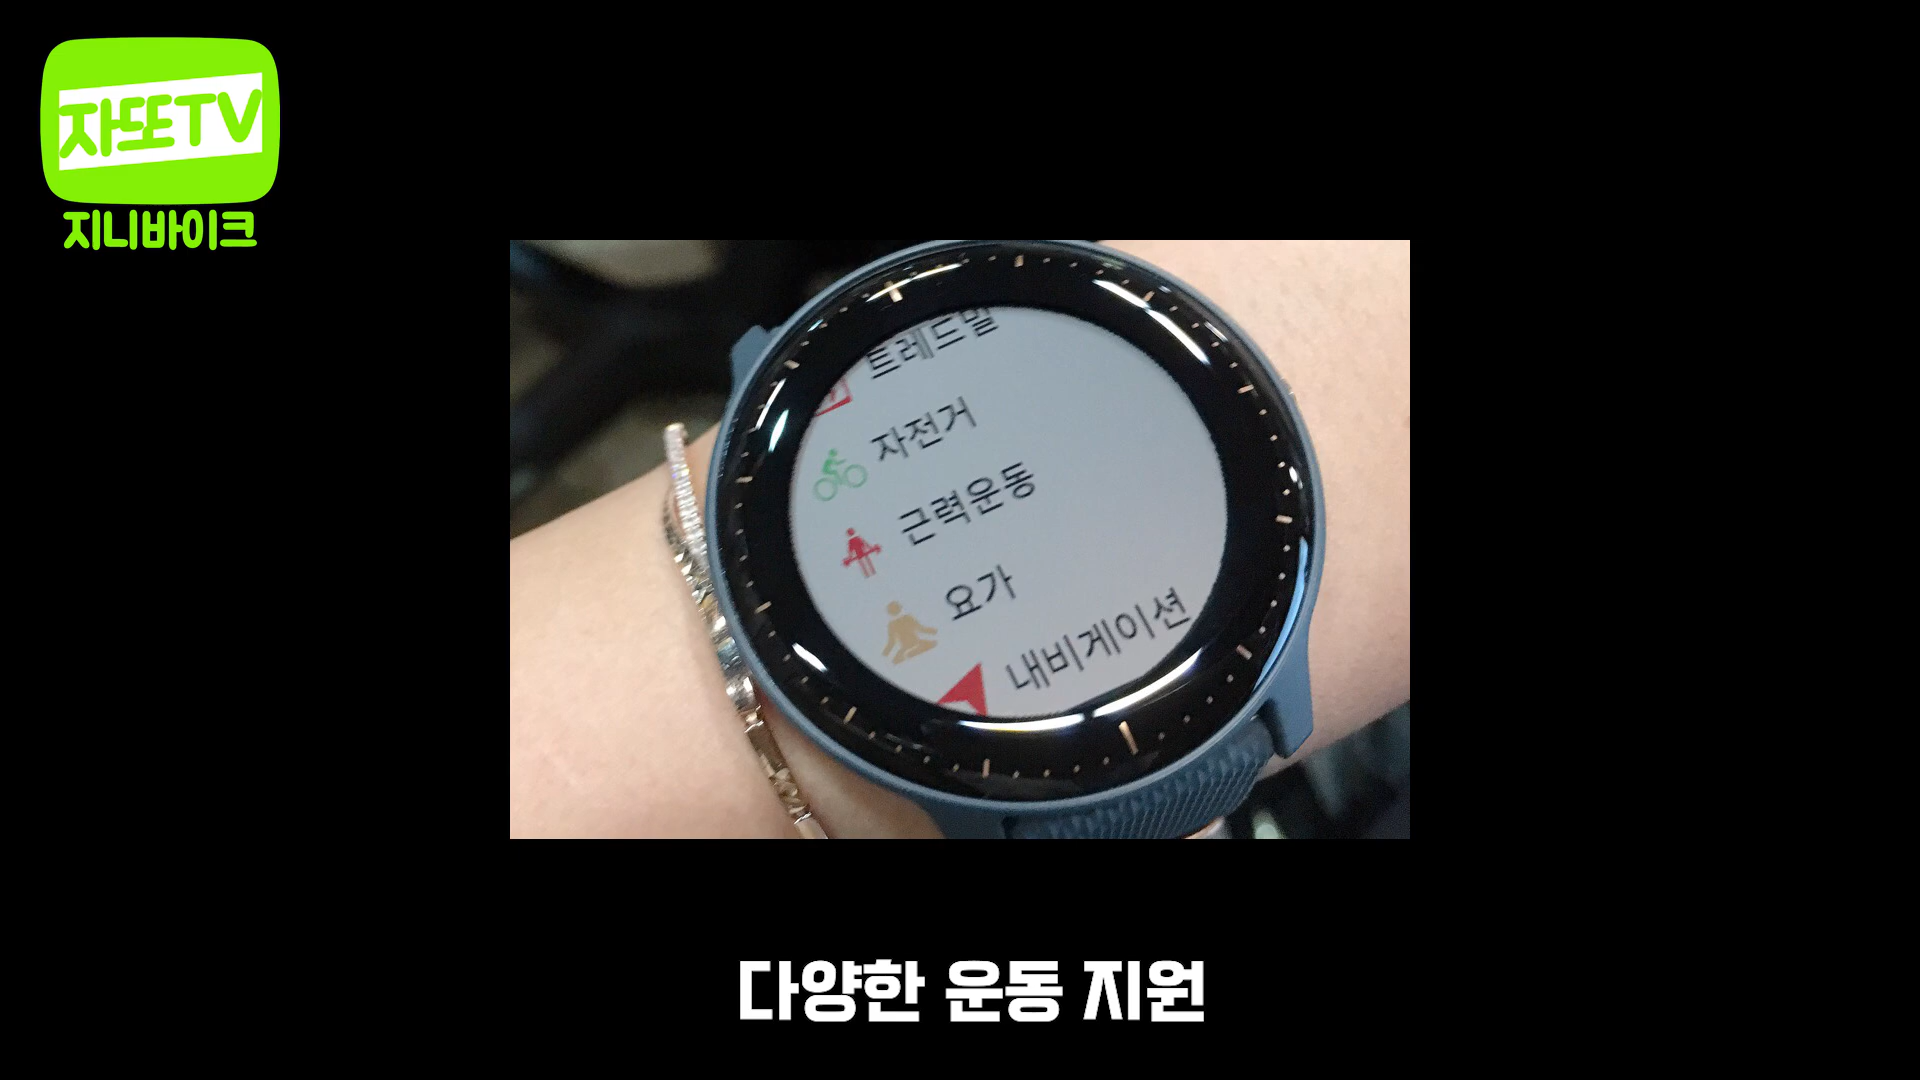 자또TV
지니바이크
트레드밀
자전거
근력운동
요가
내비게이션
다양한 운동 지원